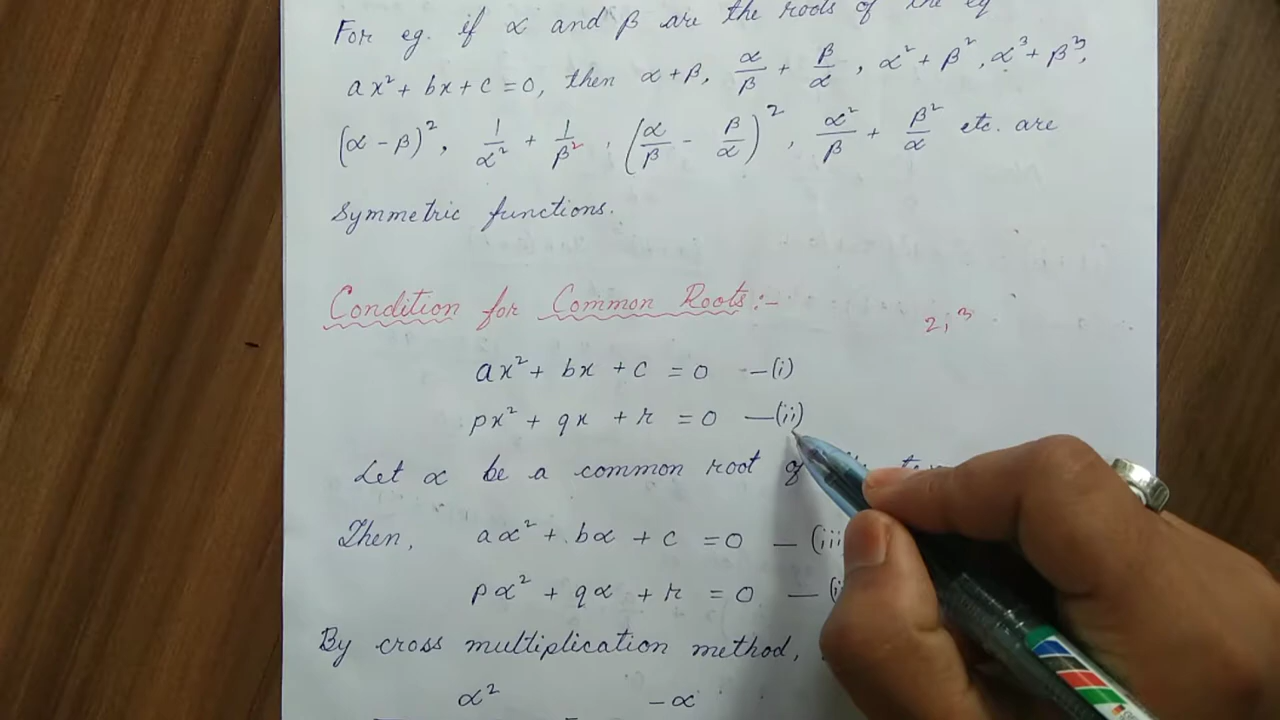 For eg. if α and β are the roots of the eq
ax² + bx + c = 0, then α + β, α/β + β/α, α² + β², α³ + β³,
(α - β)², 1/α² + 1/β², (α/β - β/α)², α²/β + β²/α etc. are
Symmetric functions.
Condition for Common Roots:-
2, 3
ax² + bx + c = 0 -(i)
px² + qx + r = 0 -(ii)
Let α be a common root
Then, aα² + bα + c = 0 - (iii
pα² + qα + r = 0 - (i
By cross multiplication method,
α² -α